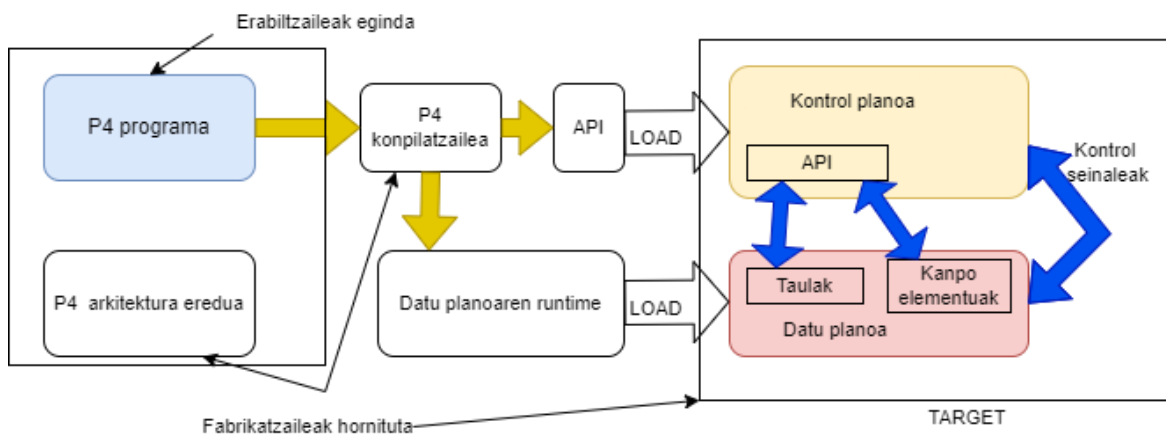 Erabiltzaileak eginda
P4 programa
P4
konpilatzailea
API
LOAD
Kontrol planoa
API
Kontrol
seinaleak
P4 arkitektura eredua
Datu planoaren runtime
LOAD
Taulak
Kanpo
elementuak
Datu planoa
Fabrikatzaileak hornituta
TARGET